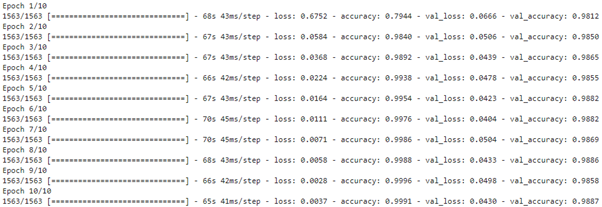 Epoch 1/10
1563/1563 [==============================] - 68s 43ms/step - loss: 0.6752 - accuracy: 0.7944 - val_loss: 0.0666 - val_accuracy: 0.9812
Epoch 2/10
1563/1563 [==============================] - 67s 43ms/step - loss: 0.0584 - accuracy: 0.9840 - val_loss: 0.0506 - val_accuracy: 0.9850
Epoch 3/10
1563/1563 [==============================] - 67s 43ms/step - loss: 0.0368 - accuracy: 0.9892 - val_loss: 0.0439 - val_accuracy: 0.9865
Epoch 4/10
1563/1563 [==============================] - 66s 42ms/step - loss: 0.0224 - accuracy: 0.9938 - val_loss: 0.0478 - val_accuracy: 0.9855
Epoch 5/10
1563/1563 [==============================] - 67s 43ms/step - loss: 0.0164 - accuracy: 0.9954 - val_loss: 0.0423 - val_accuracy: 0.9882
Epoch 6/10
1563/1563 [==============================] - 70s 45ms/step - loss: 0.0111 - accuracy: 0.9976 - val_loss: 0.0404 - val_accuracy: 0.9882
Epoch 7/10
1563/1563 [==============================] - 70s 45ms/step - loss: 0.0071 - accuracy: 0.9986 - val_loss: 0.0504 - val_accuracy: 0.9869
Epoch 8/10
1563/1563 [==============================] - 68s 43ms/step - loss: 0.0058 - accuracy: 0.9988 - val_loss: 0.0433 - val_accuracy: 0.9886
Epoch 9/10
1563/1563 [==============================] - 66s 42ms/step - loss: 0.0028 - accuracy: 0.9996 - val_loss: 0.0498 - val_accuracy: 0.9858
Epoch 10/10
1563/1563 [==============================] - 65s 41ms/step - loss: 0.0037 - accuracy: 0.9991 - val_loss: 0.0430 - val_accuracy: 0.9887